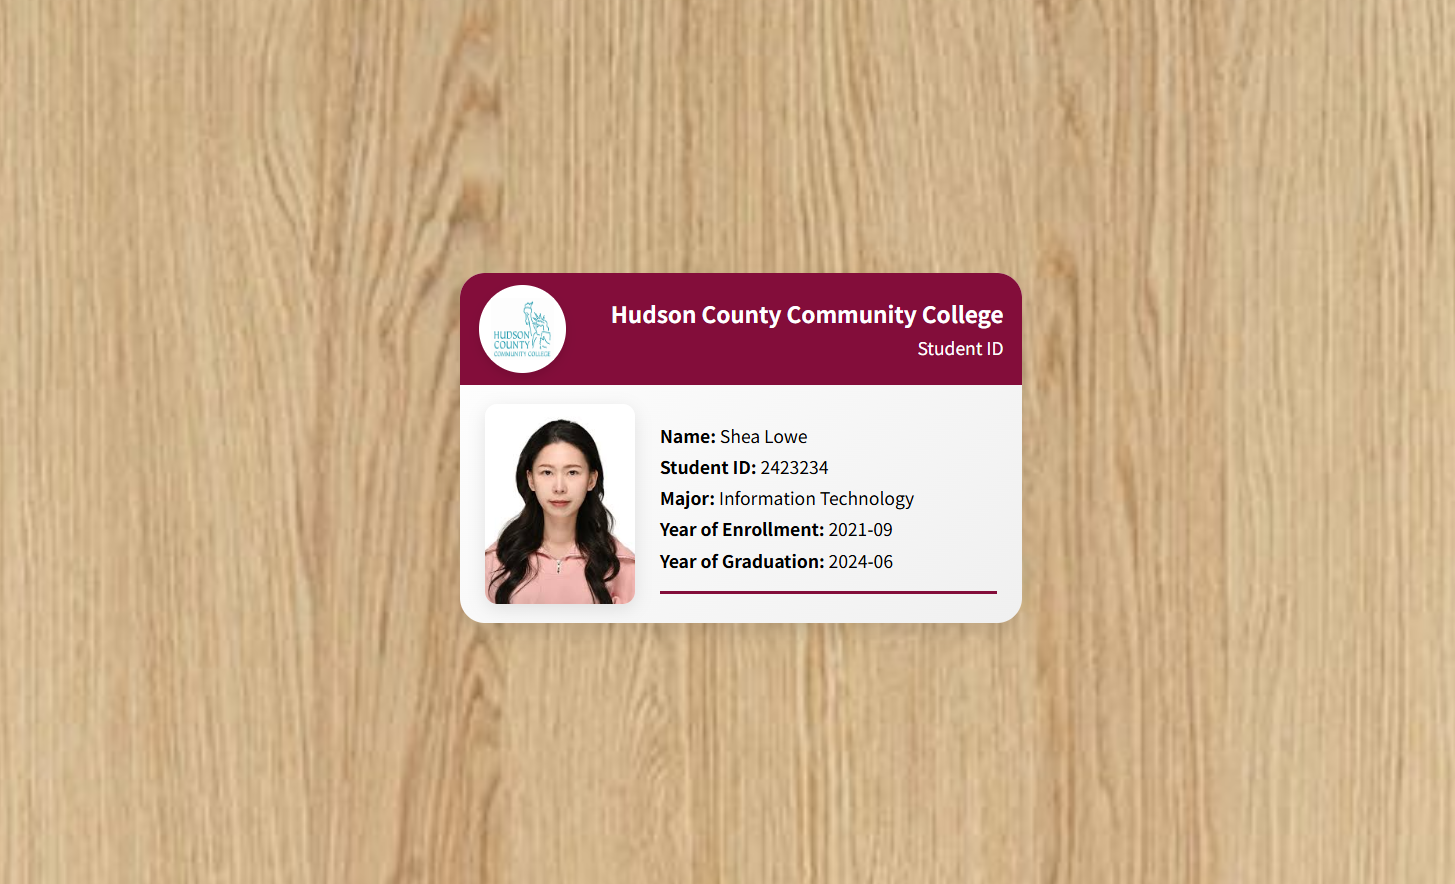 HUDSON
COUNTY
COMMUNITY COLLEGE
Hudson County Community College
Student ID
Name: Shea Lowe
Student ID: 2423234
Major: Information Technology
Year of Enrollment: 2021-09
Year of Graduation: 2024-06